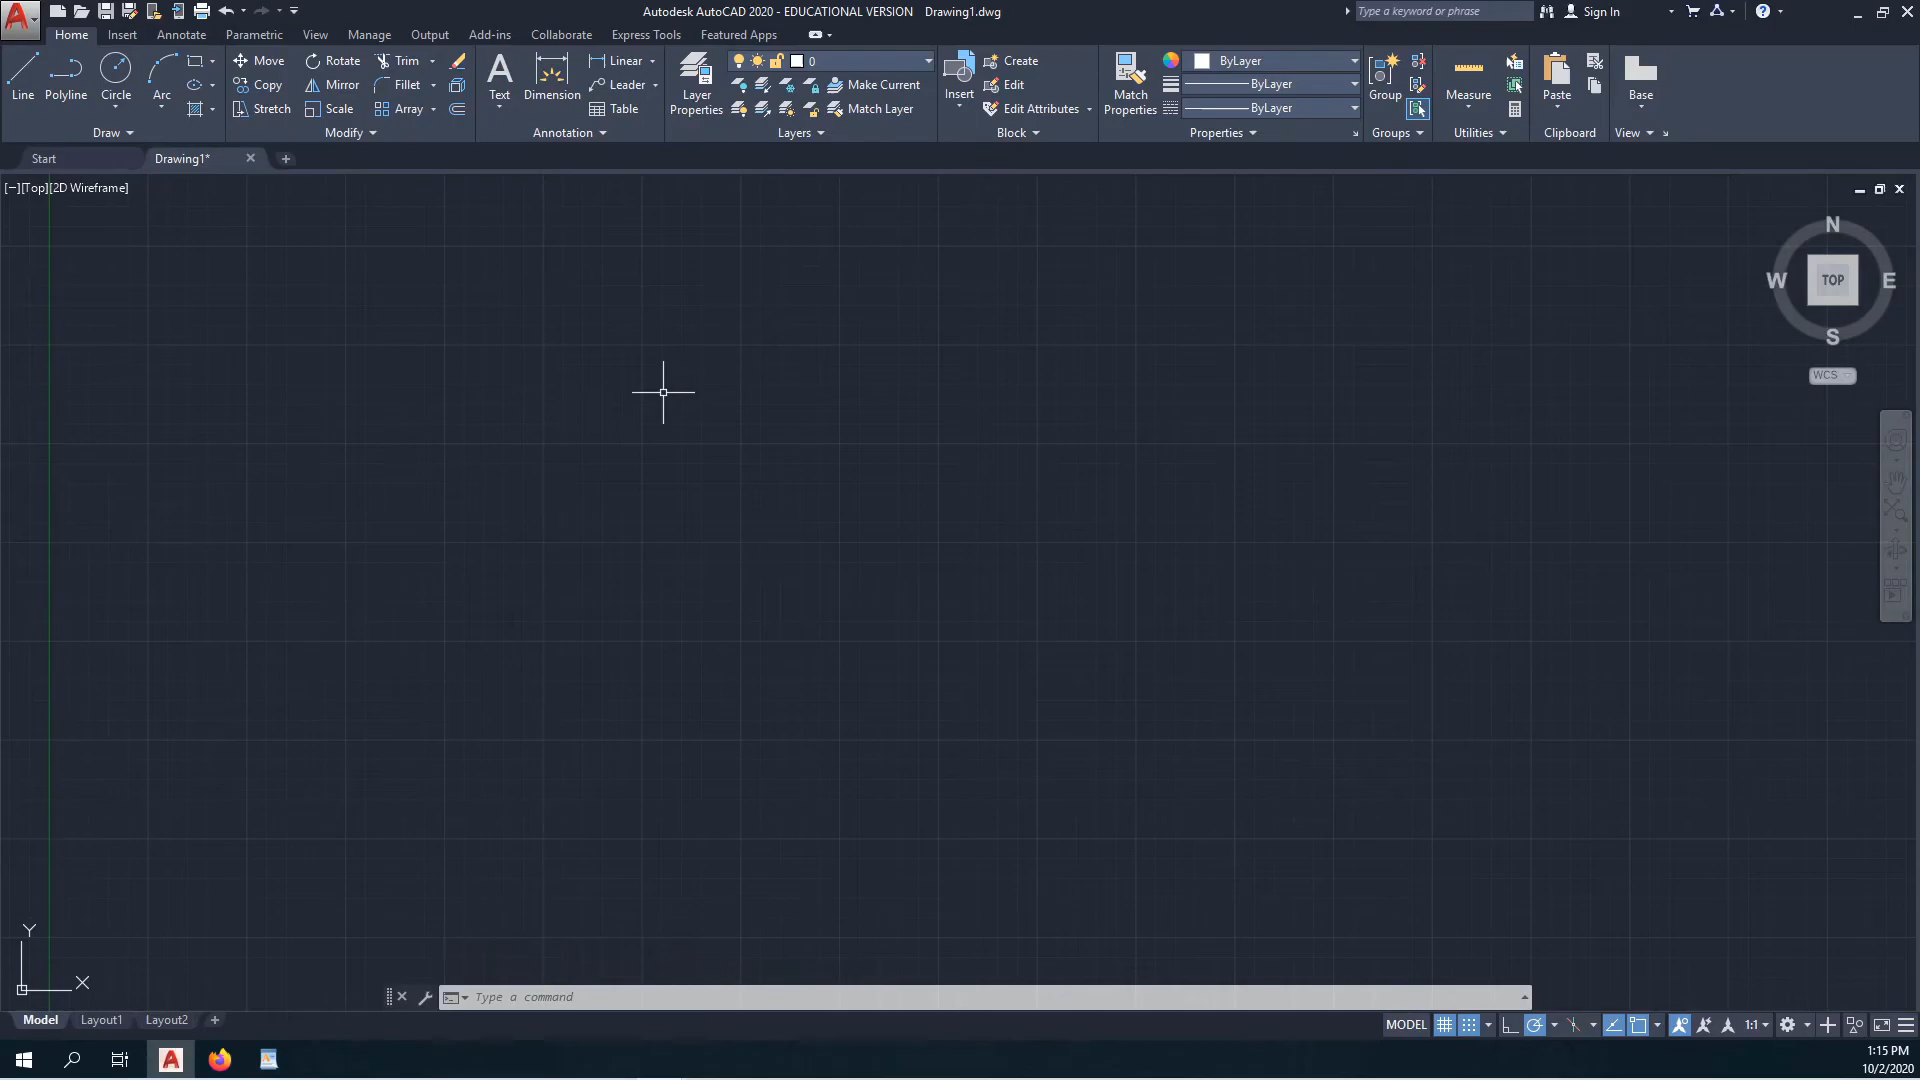 Autodesk AutoCAD 2020 - EDUCATIONAL VERSION Drawing1.dwg
Type a keyword or phrase
Sign In
Home Insert Annotate Parametric View Manage Output Add-ins Collaborate Express Tools Featured Apps
Line Polyline Circle Arc
Draw
Move Rotate Trim
Copy Mirror Fillet
Stretch Scale Array
Modify
Text Dimension
Linear
Leader
Table
Annotation
Layer Properties
0
Make Current
Match Layer
Layers
Insert
Create
Edit
Edit Attributes
Block
Match Properties
ByLayer
ByLayer
ByLayer
Properties
Group
Groups
Measure
Utilities
Paste
Clipboard
Base
View
Start Drawing1*
[−][Top][2D Wireframe]
N
W TOP E
S
WCS
Y
X
Type a command
Model Layout1 Layout2
MODEL 1:1
1:15 PM
10/2/2020